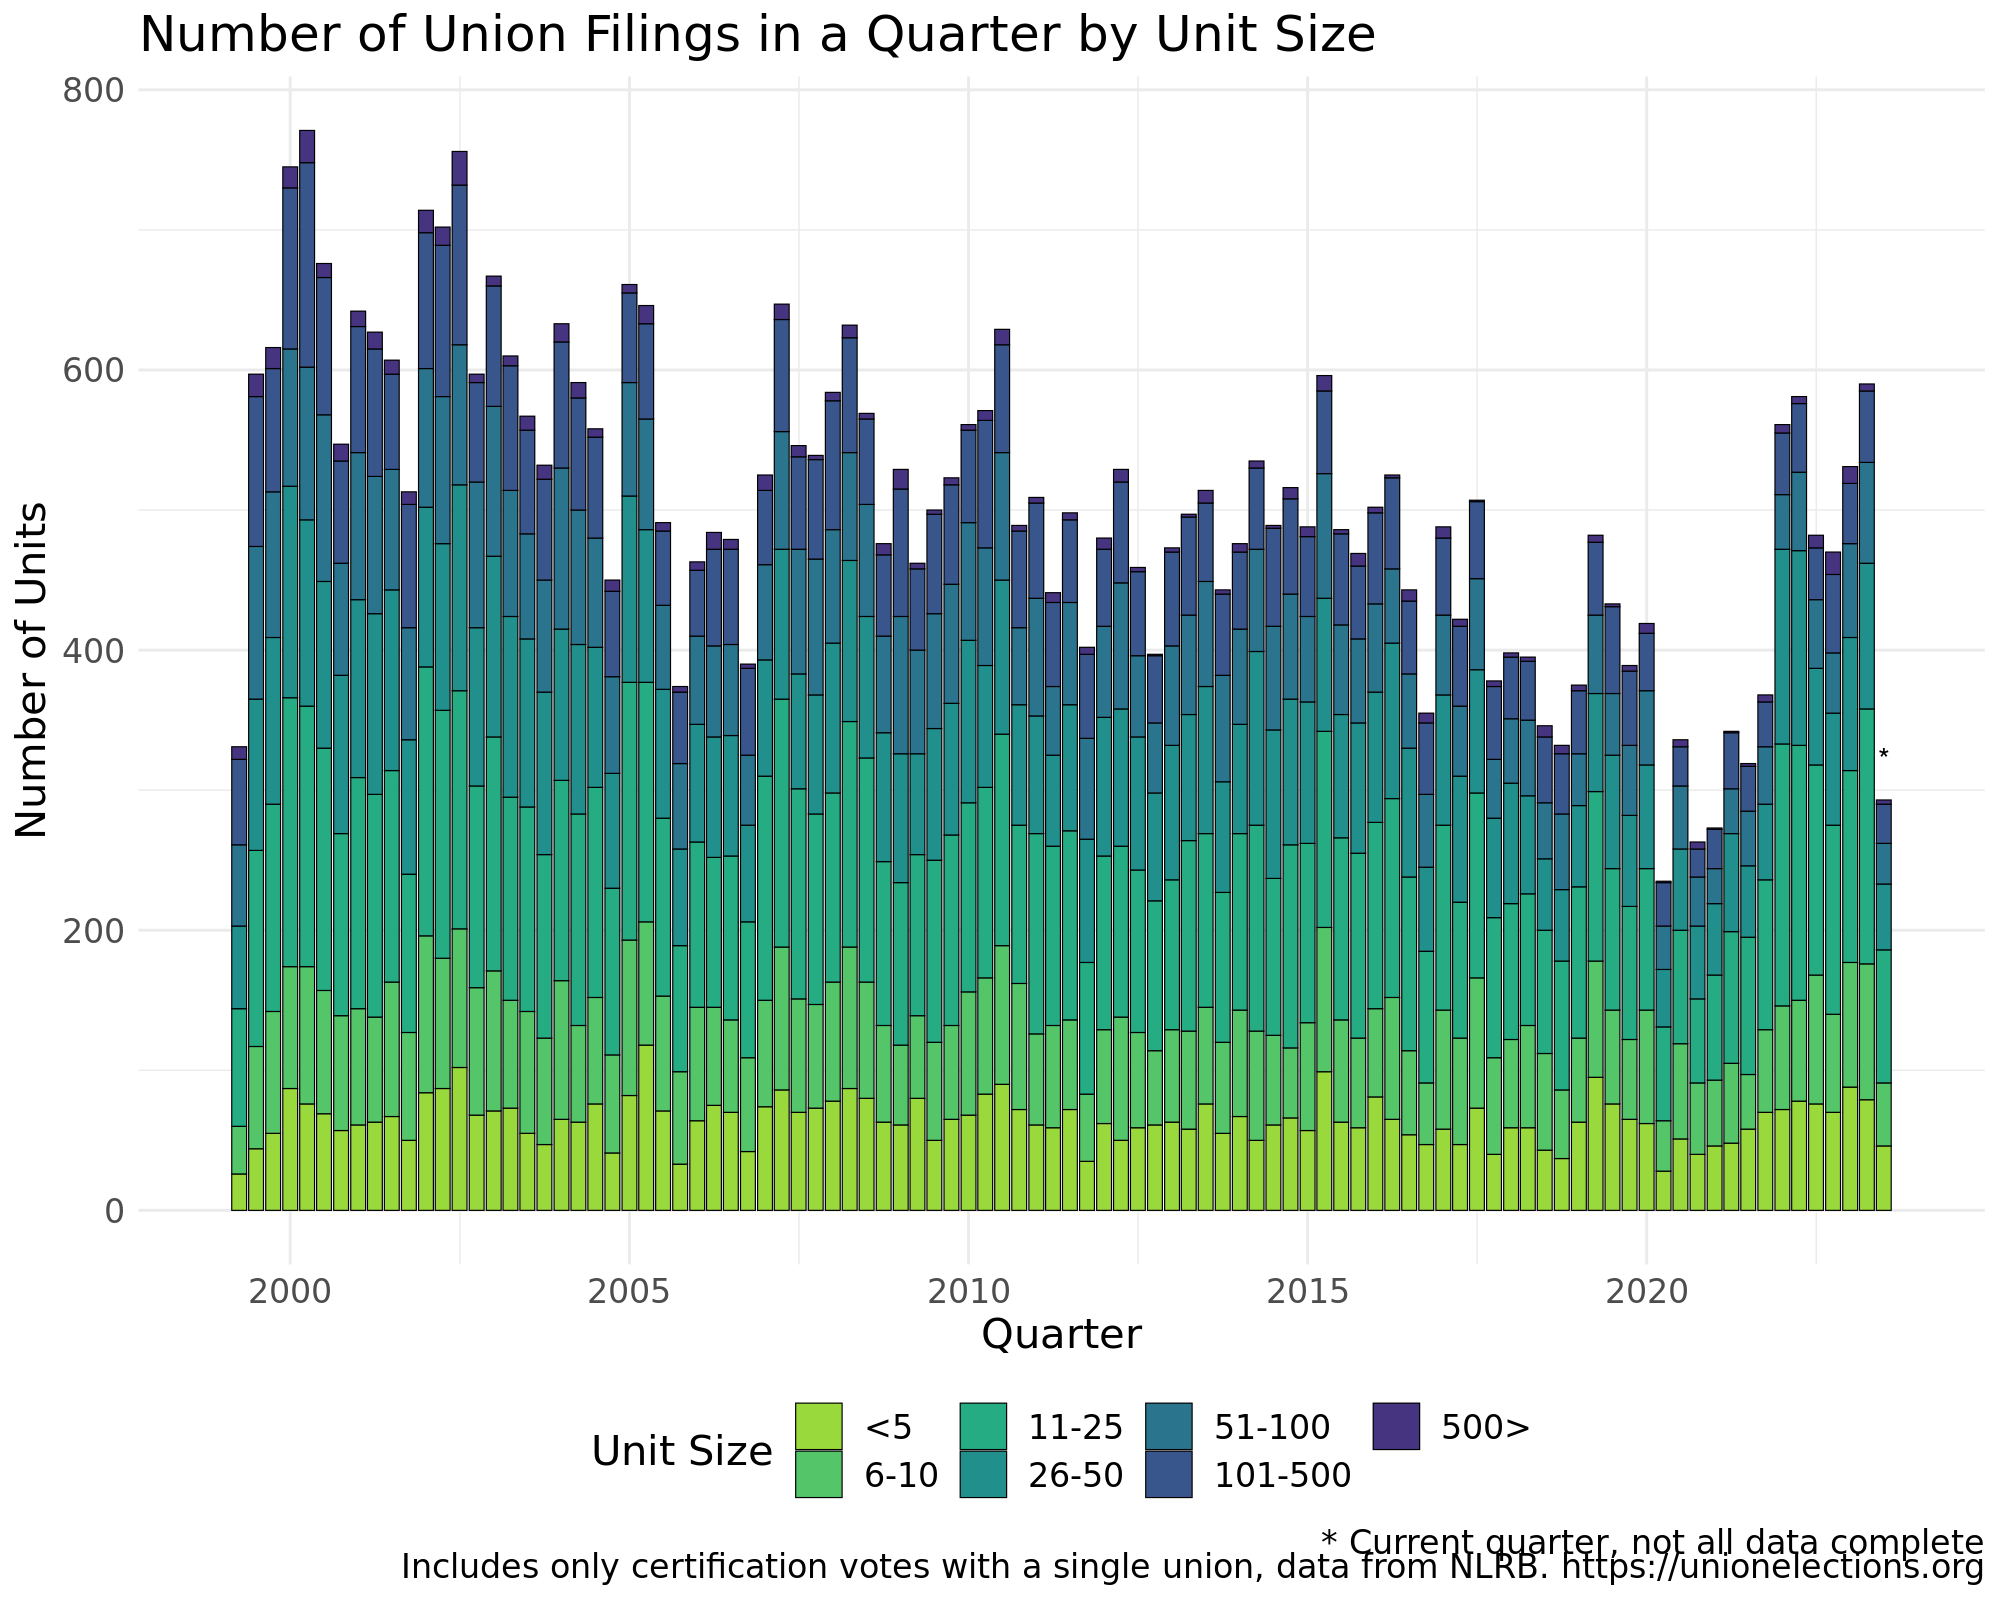 Number of Union Filings in a Quarter by Unit Size
Number of Units
800
600
400
200
0
*
2000 2005 2010 2015 2020
Quarter
Unit Size
<5 11-25 51-100 500>
6-10 26-50 101-500
* Current quarter, not all data complete
Includes only certification votes with a single union, data from NLRB. https://unionelections.org